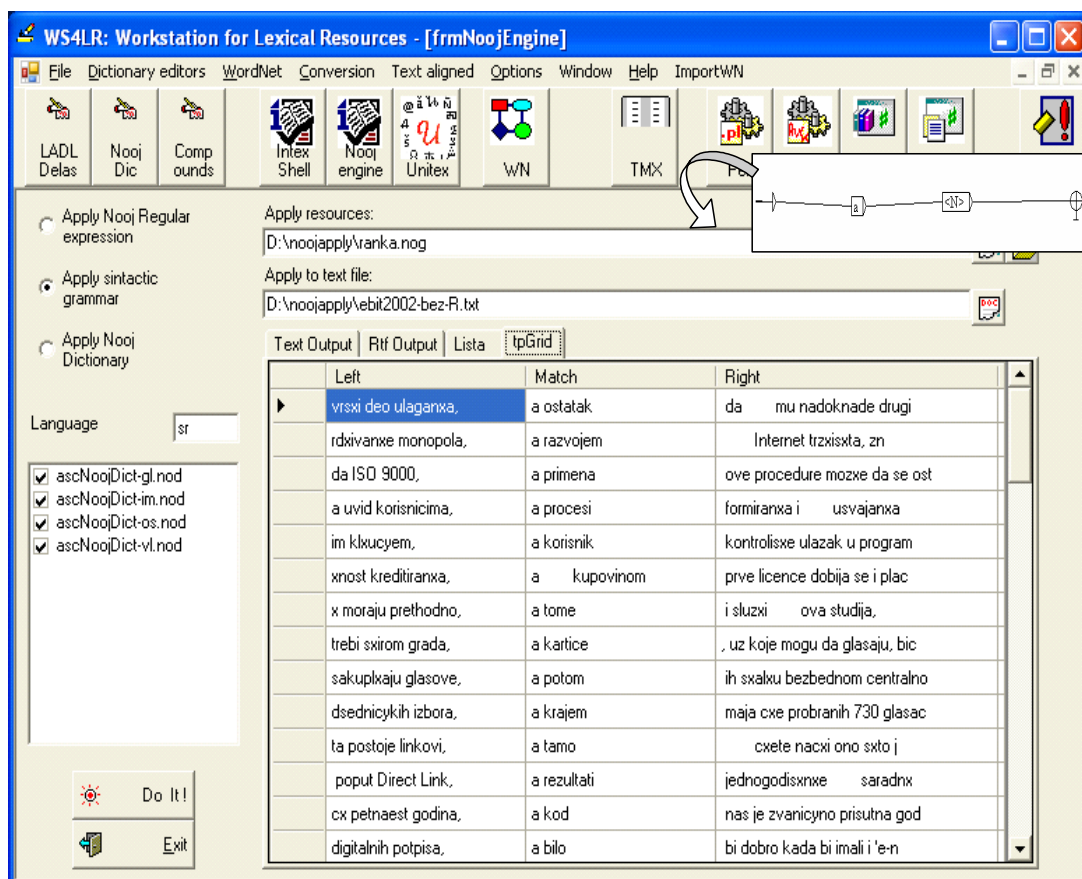 WS4LR: Workstation for Lexical Resources - [frmNoojEngine]
File Dictionary editors WordNet Conversion Text aligned Options Window Help ImportWN
LADL Delas
Nooj Dic
Comp ounds
Intex Shell
Nooj engine
Unitex
WN
TMX
.pl
a
<N>
Apply Nooj Regular expression
Apply sintactic grammar
Apply Nooj Dictionary
Language sr
ascNoojDict-gl.nod
ascNoojDict-im.nod
ascNoojDict-os.nod
ascNoojDict-vl.nod
Do It!
Exit
Apply resources:
D:\noojapply\ranka.nog
Apply to text file:
D:\noojapply\ebit2002-bez-R.txt
DOC
Text Output Rtf Output Lista tpGrid
Left Match Right
vrsxi deo ulaganxa, a ostatak da mu nadoknade drugi
rdxivanxe monopola, a razvojem Internet trzxisxta, zn
da ISO 9000, a primena ove procedure mozxe da se ost
a uvid korisnicima, a procesi formiranxa i usvajanxa
im klxucyem, a korisnik kontrolisxe ulazak u program
xnost kreditiranxa, a kupovinom prve licence dobija se i plac
x moraju prethodno, a tome i sluzxi ova studija,
trebi sxirom grada, a kartice , uz koje mogu da glasaju, bic
sakuplxaju glasove, a potom ih sxalxu bezbednom centralno
dsednicykih izbora, a krajem maja cxe probranih 730 glasac
ta postoje linkovi, a tamo cxete nacxi ono sxto j
poput Direct Link, a rezultati jednogodisxnxe saradnx
cx petnaest godina, a kod nas je zvanicyno prisutna god
digitalnih potpisa, a bilo bi dobro kada bi imali i 'e-n